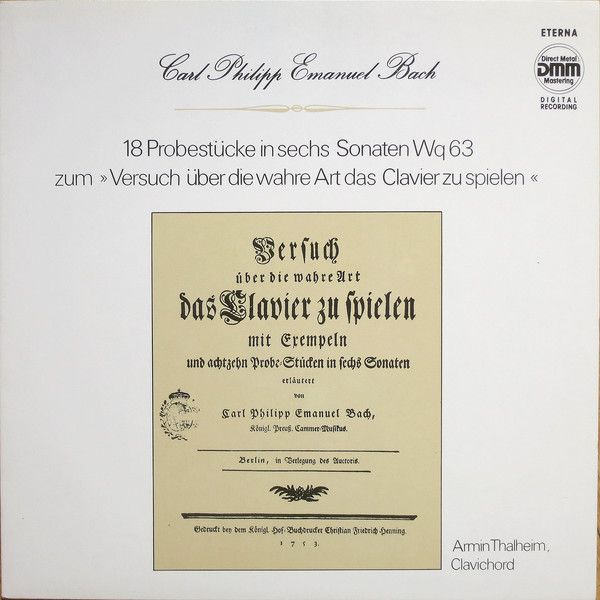 ETERNA
Carl Philipp Emanuel Bach
Direct Metal
DMM
Mastering
DIGITAL
RECORDING
18 Probestücke in sechs Sonaten Wq 63
zum »Versuch über die wahre Art das Clavier zu spielen«
Versuch
über die wahre Art
das Clavier zu spielen
mit Exempeln
und achtzehn Probe-Stücken in sechs Sonaten
erläutert
von
Carl Philipp Emanuel Bach,
Königl. Preuß. Cammer-Musikus.
Berlin, in Verlegung des Auctoris.
Gedruckt bey dem Königl. Hof-Buchdrucker Christian Friedrich Henning.
1753.
Armin Thalheim,
Clavichord